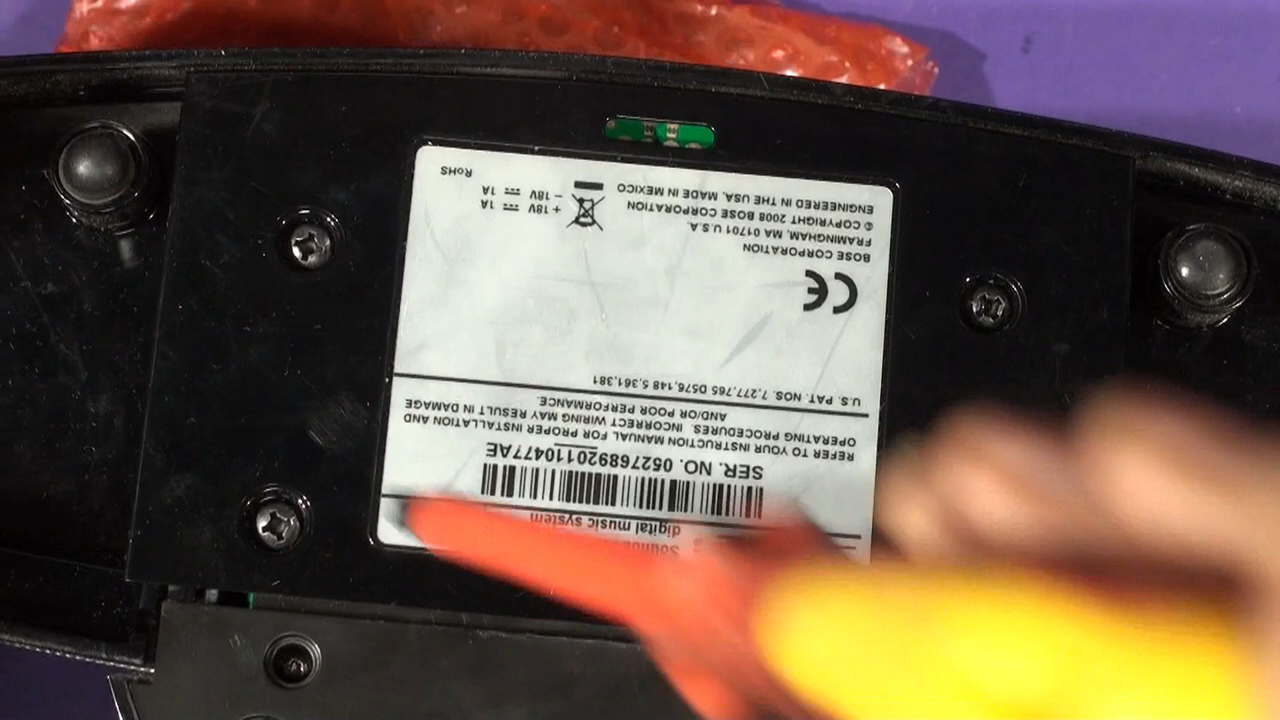 digital music system
SER. NO. 052768920110477AE
REFER TO YOUR INSTRUCTION MANUAL FOR PROPER INSTALLATION AND
OPERATING PROCEDURES. INCORRECT WIRING MAY RESULT IN DAMAGE
AND/OR POOR PERFORMANCE.
U.S. PAT. NOS. 7,277,765 D576,148 5,361,381
CE
BOSE CORPORATION
FRAMINGHAM, MA 01701 U.S.A.
© COPYRIGHT 2008 BOSE CORPORATION
ENGINEERED IN THE USA, MADE IN MEXICO
+ 18V ⎓ 1A
– 18V ⎓ 1A
RoHS